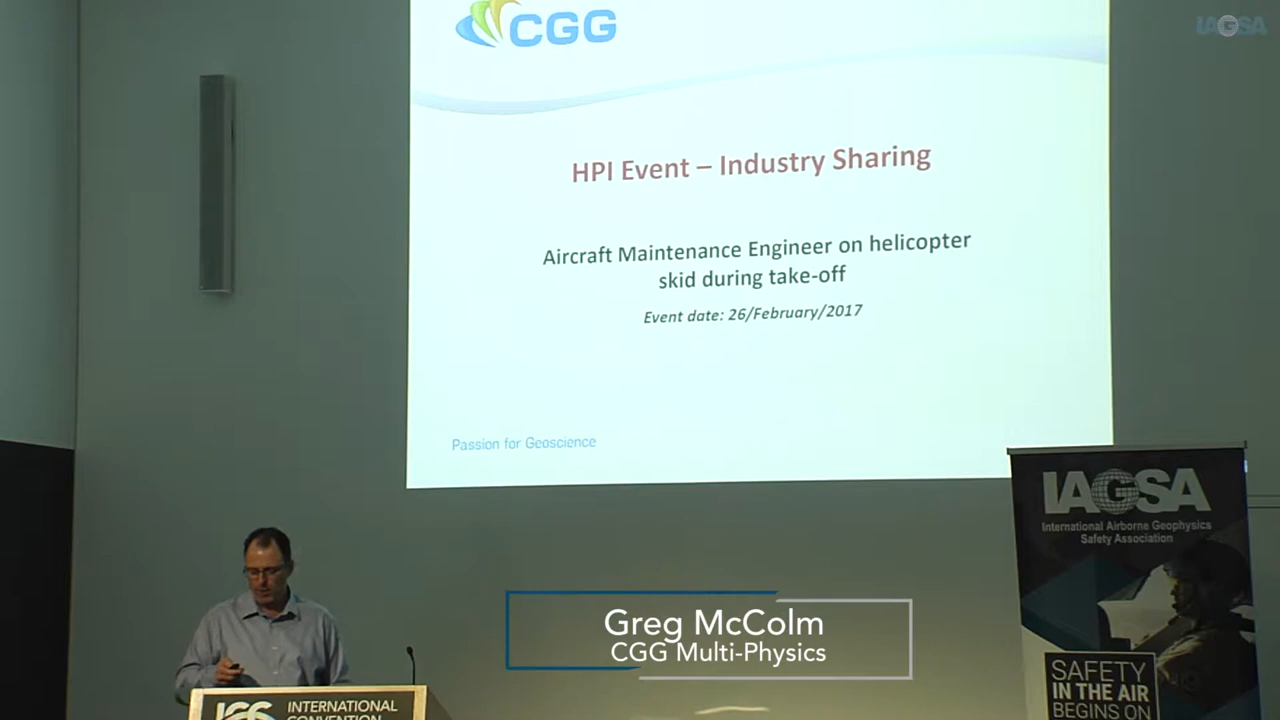 CGG
IAGSA
HPI Event – Industry Sharing
Aircraft Maintenance Engineer on helicopter
skid during take-off
Event date: 26/February/2017
Passion for Geoscience
IAGSA
International Airborne Geophysics
Safety Association
Greg McColm
CGG Multi-Physics
SAFETY
IN THE AIR
BEGINS ON
INTERNATIONAL
CONVENTION